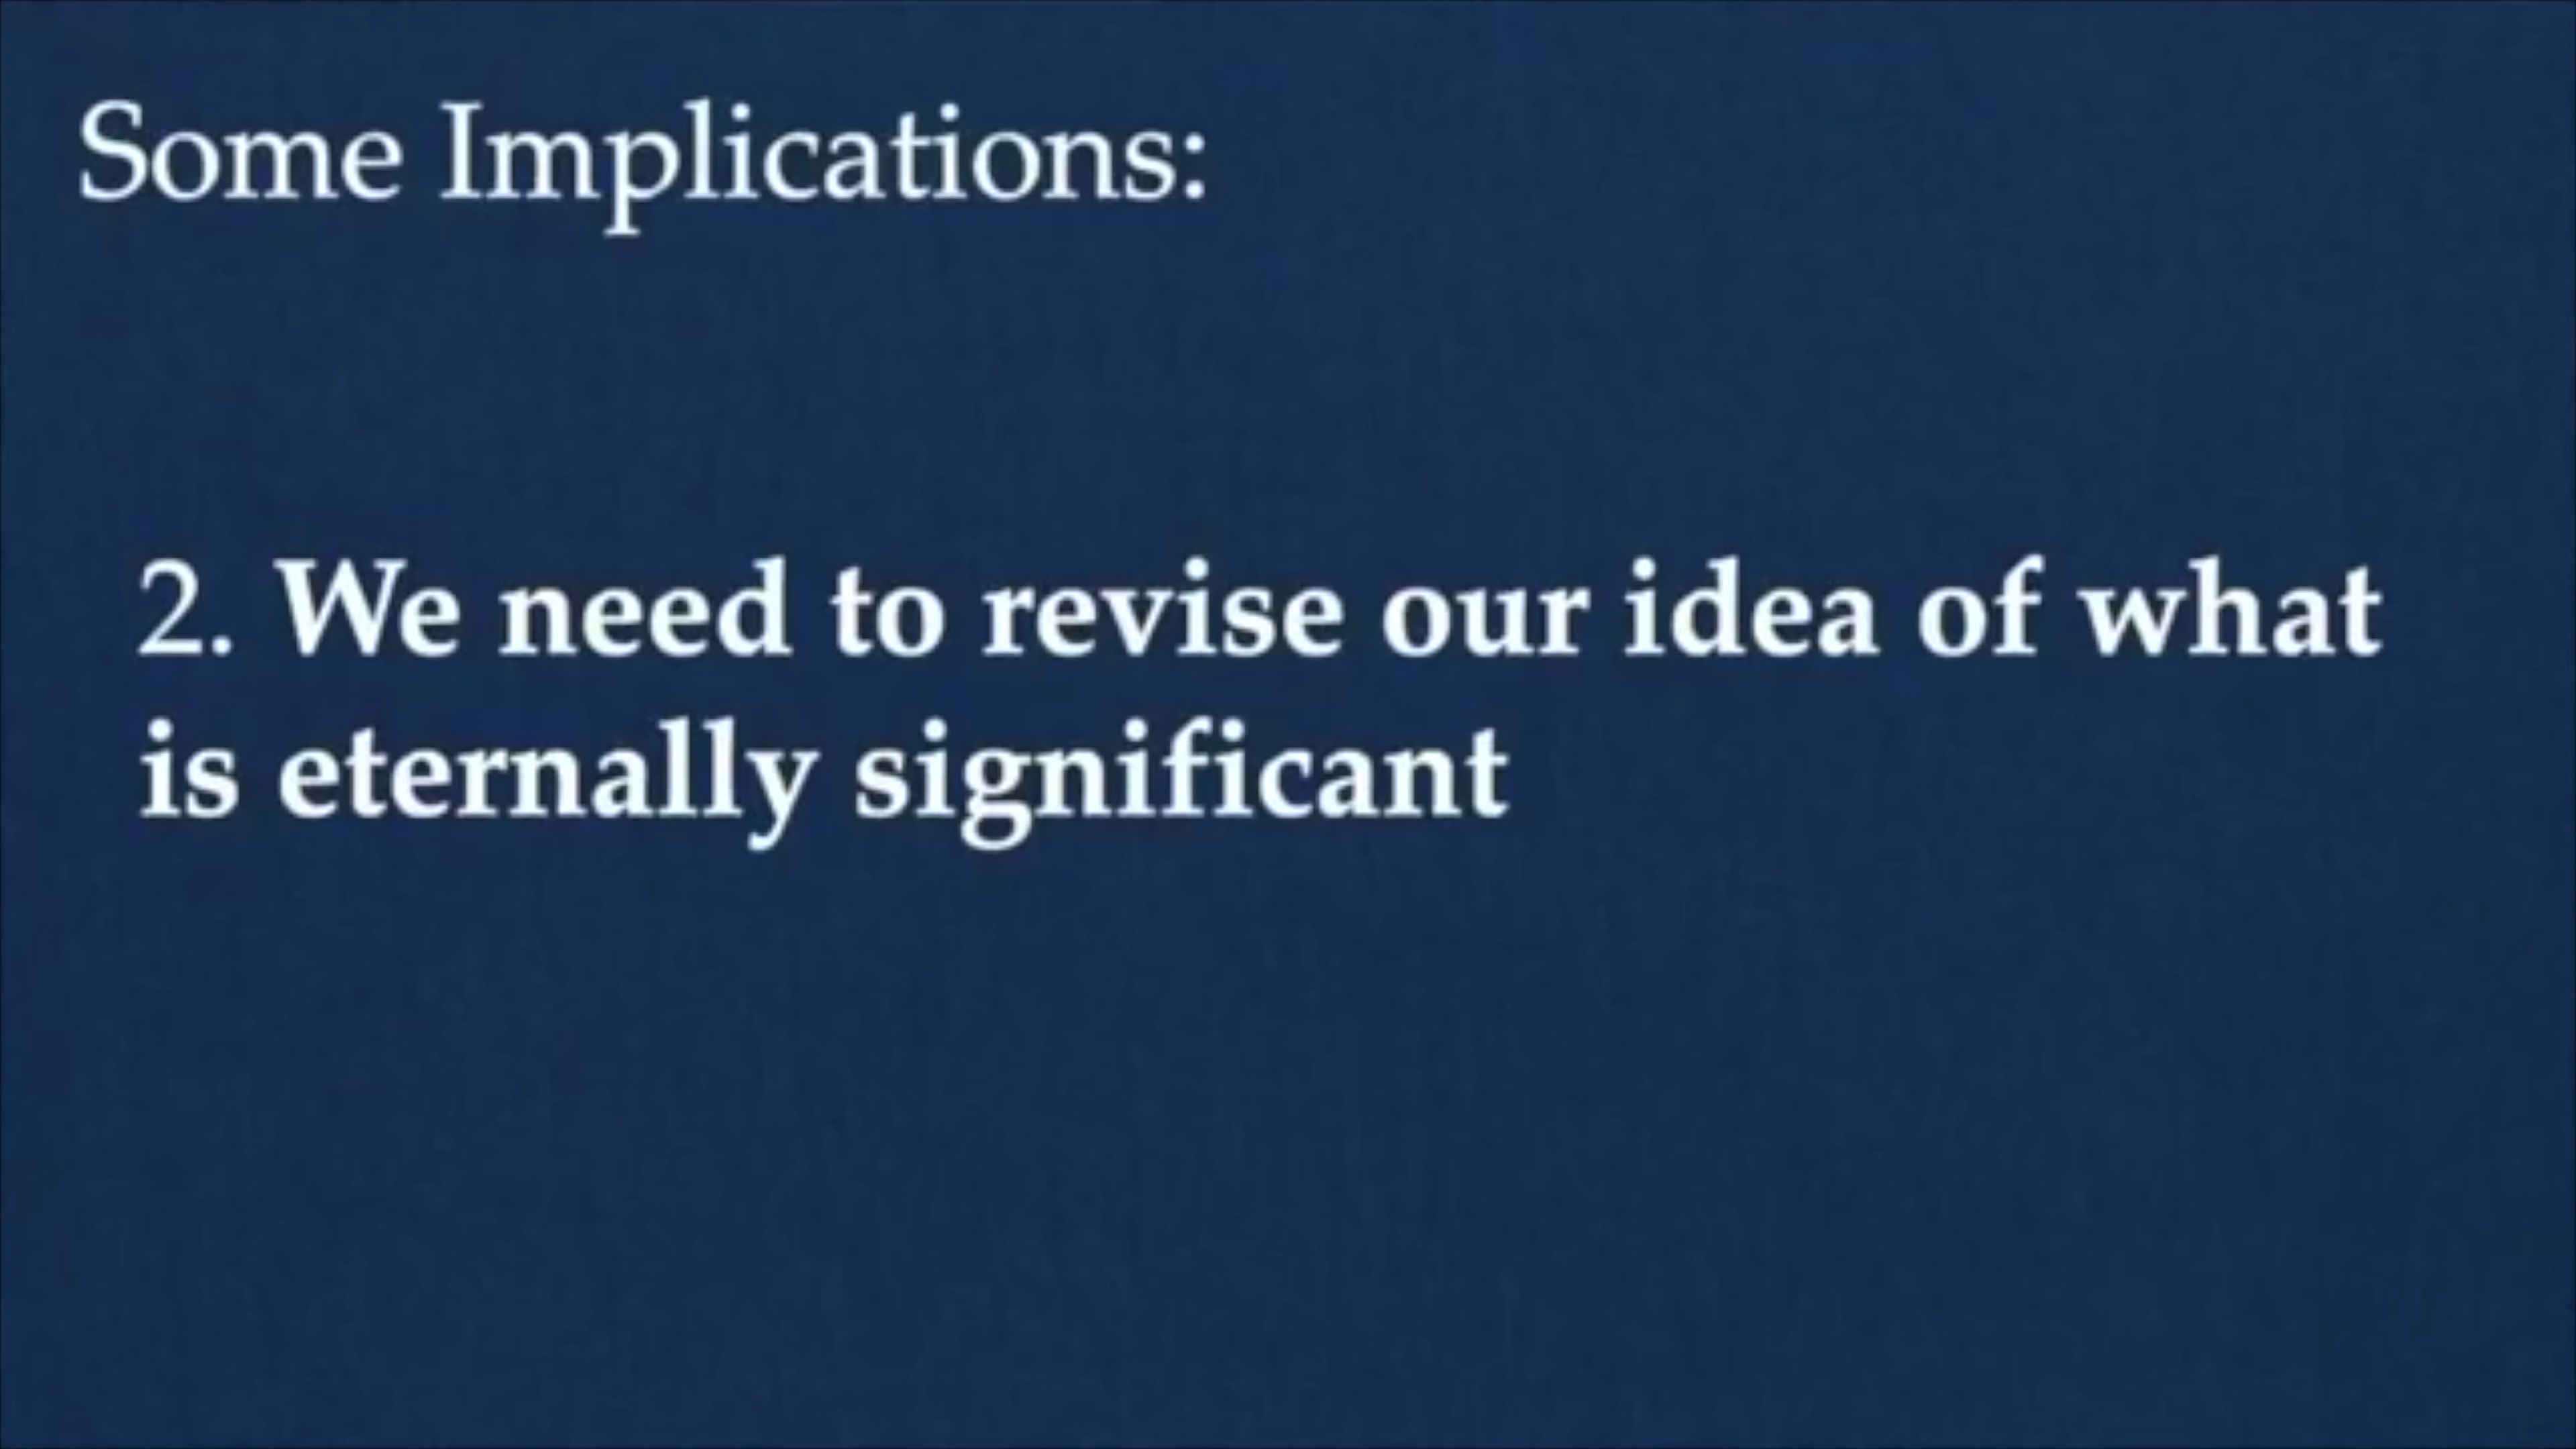 Some Implications:
2. We need to revise our idea of what
is eternally significant